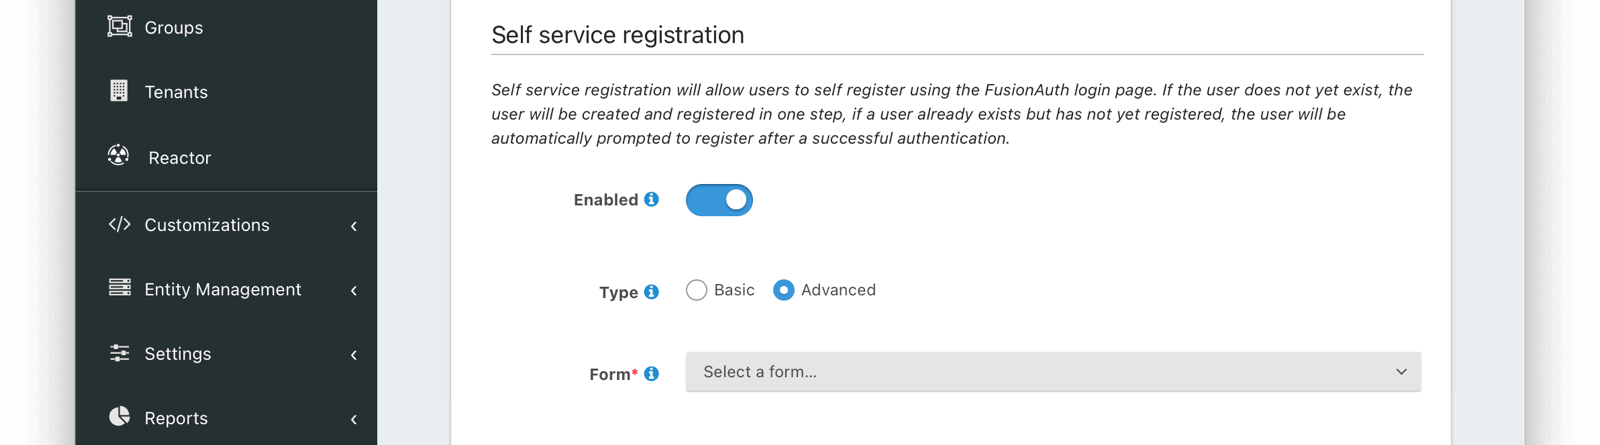 Groups
Tenants
Reactor
Customizations
Entity Management
Settings
Reports
Self service registration
Self service registration will allow users to self register using the FusionAuth login page. If the user does not yet exist, the
user will be created and registered in one step, if a user already exists but has not yet registered, the user will be
automatically prompted to register after a successful authentication.
Enabled
Type Basic Advanced
Form* Select a form...